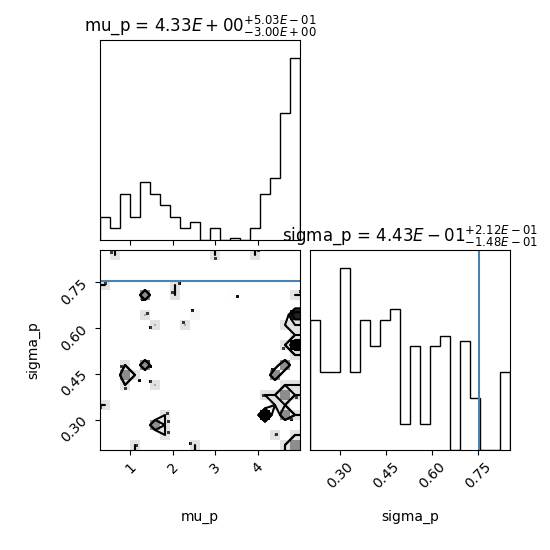 mu_p = 4.33E + 00+5.03E−01−3.00E+00
sigma_p = 4.43E − 01+2.12E−01−1.48E−01
sigma_p
0.75
0.60
0.45
0.30
1 2 3 4
0.30 0.45 0.60 0.75
mu_p
sigma_p